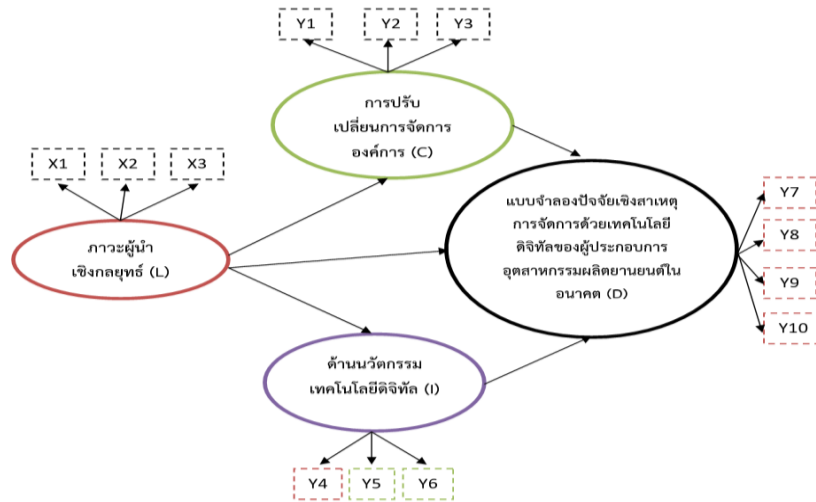 Y1 Y2 Y3
การปรับ
เปลี่ยนการจัดการ
องค์การ (C)
X1 X2 X3
ภาวะผู้นำ
เชิงกลยุทธ์ (L)
แบบจำลองปัจจัยเชิงสาเหตุ
การจัดการด้วยเทคโนโลยี
ดิจิทัลของผู้ประกอบการ
อุตสาหกรรมผลิตยานยนต์ใน
อนาคต (D)
Y7
Y8
Y9
Y10
ด้านนวัตกรรม
เทคโนโลยีดิจิทัล (I)
Y4 Y5 Y6